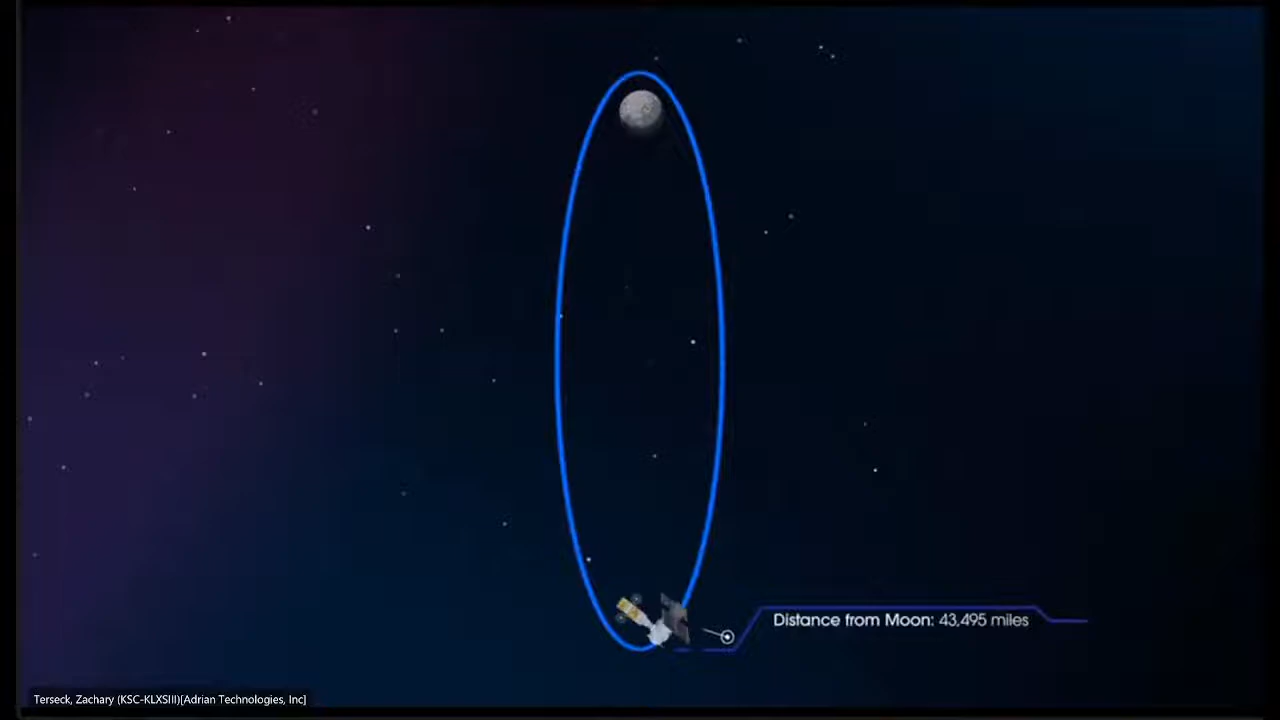 Distance from Moon: 43,495 miles
Terseck, Zachary (KSC-KLXSIII)[Adrian Technologies, Inc]